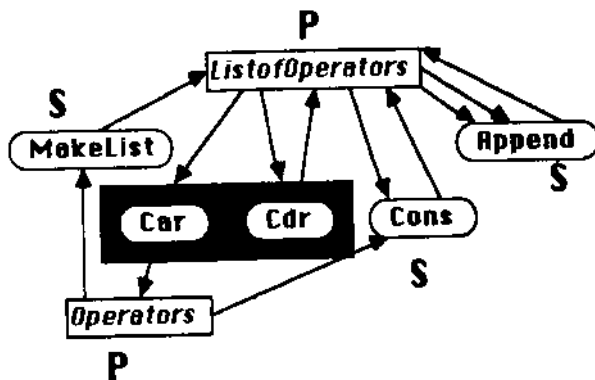 P
ListofOperators
S
MakeList
Append
S
Car
Cdr
Cons
S
Operators
P